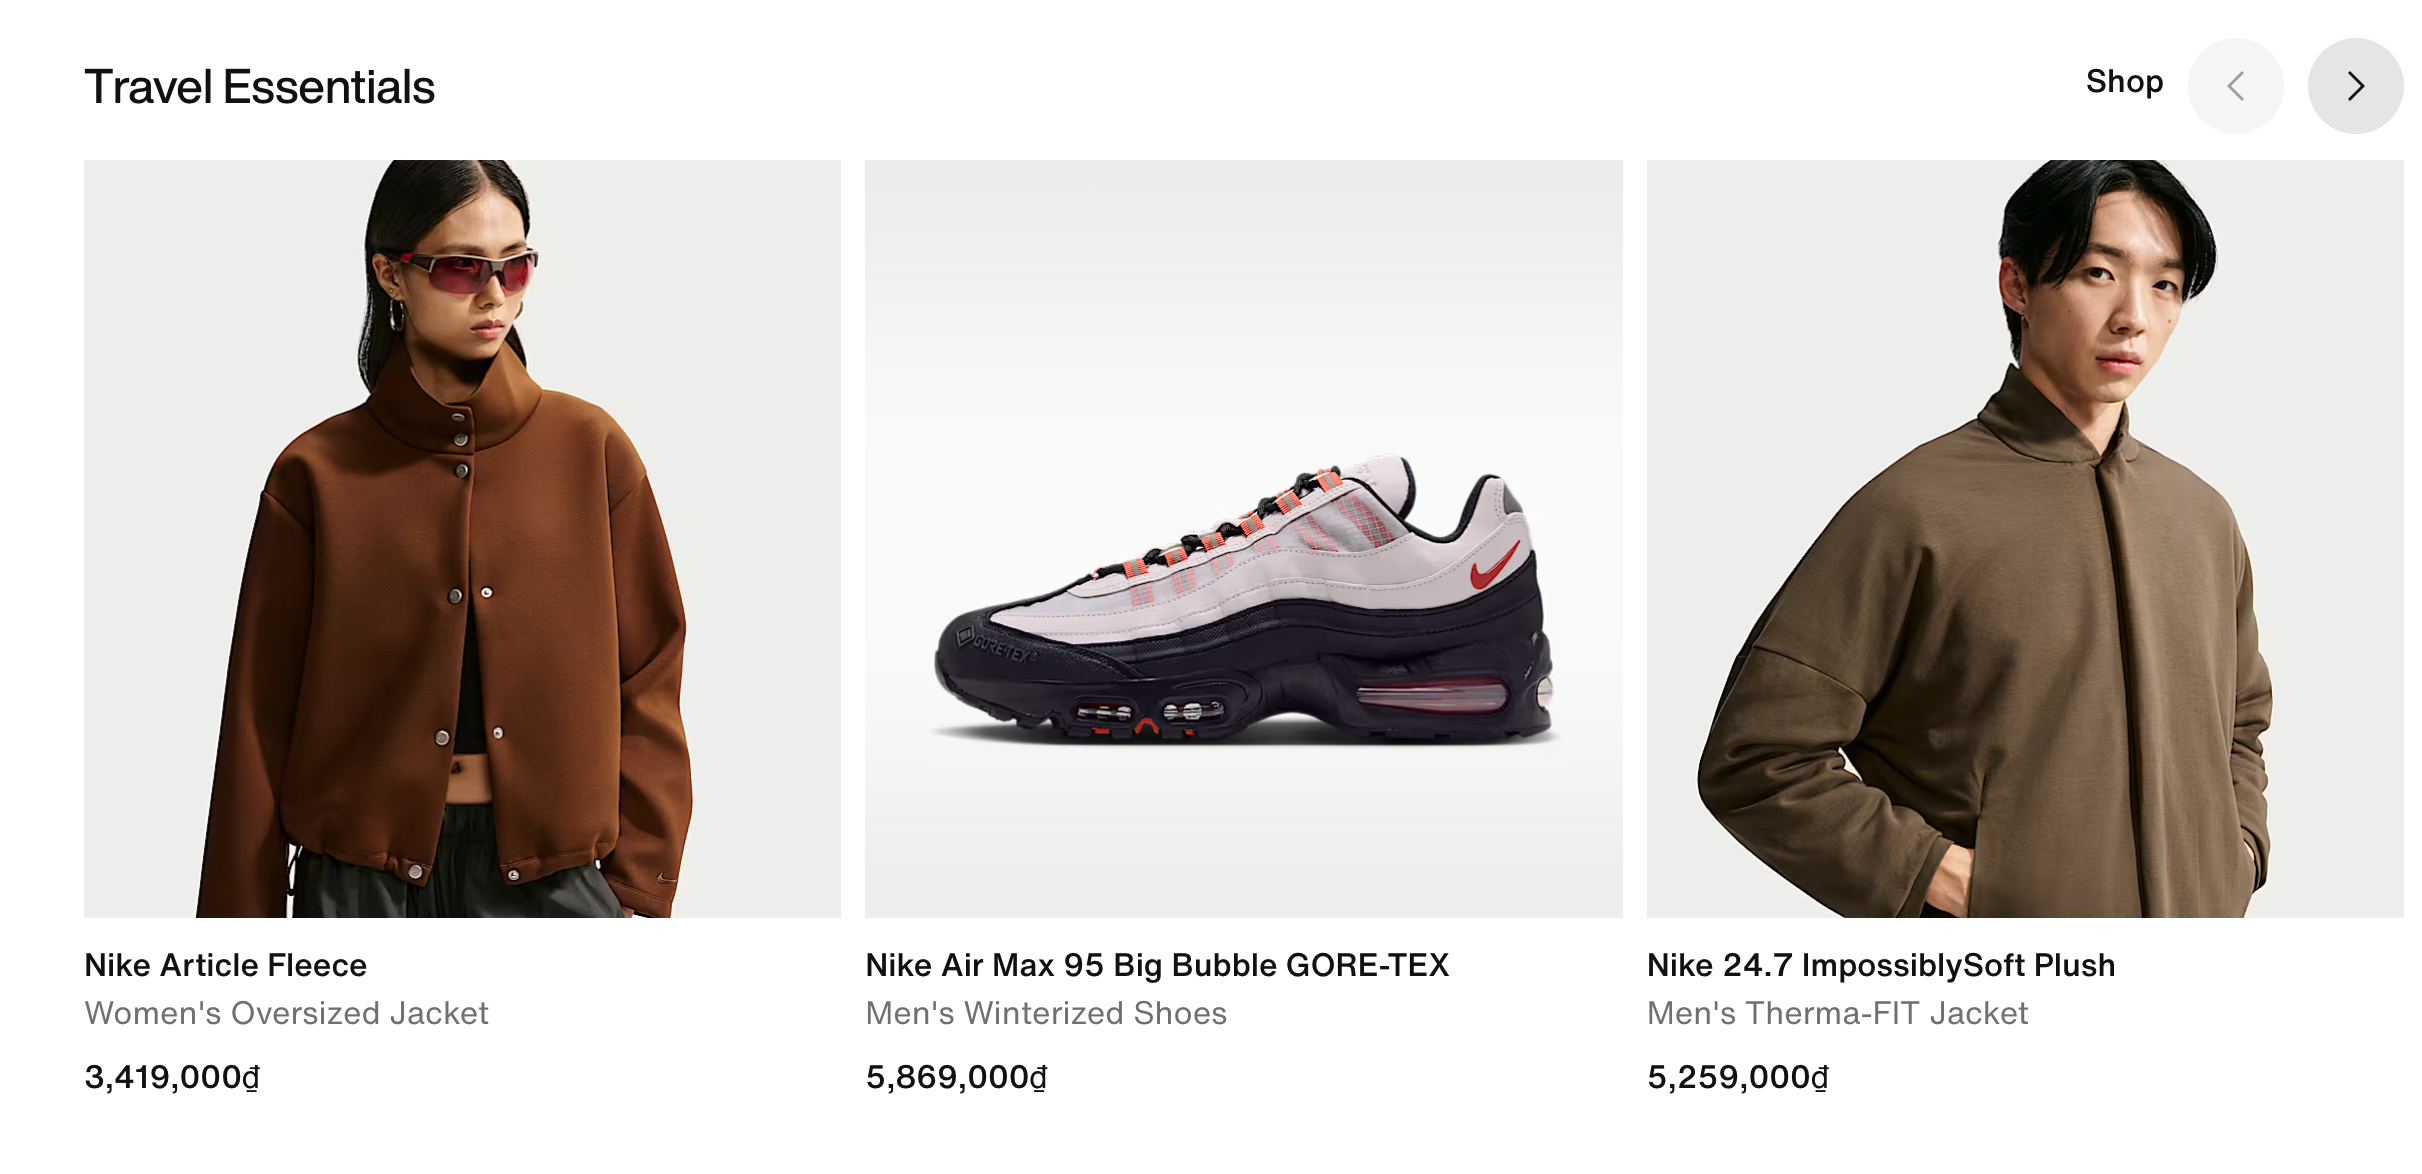 Travel Essentials
Shop
GORE-TEX
Nike Article Fleece
Women's Oversized Jacket
3,419,000₫
Nike Air Max 95 Big Bubble GORE-TEX
Men's Winterized Shoes
5,869,000₫
Nike 24.7 ImpossiblySoft Plush
Men's Therma-FIT Jacket
5,259,000₫